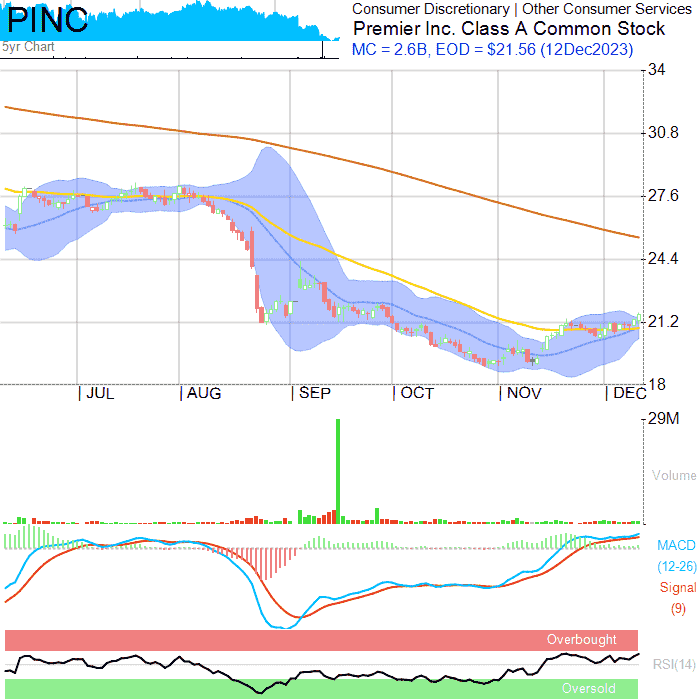 PINC
5yr Chart
Consumer Discretionary | Other Consumer Services
Premier Inc. Class A Common Stock
MC = 2.6B, EOD = $21.56 (12Dec2023)
34
30.8
27.6
24.4
21.2
18
| JUL | AUG | SEP | OCT | NOV | DEC
29M
Volume
MACD
(12-26)
Signal
(9)
Overbought
RSI(14)
Oversold